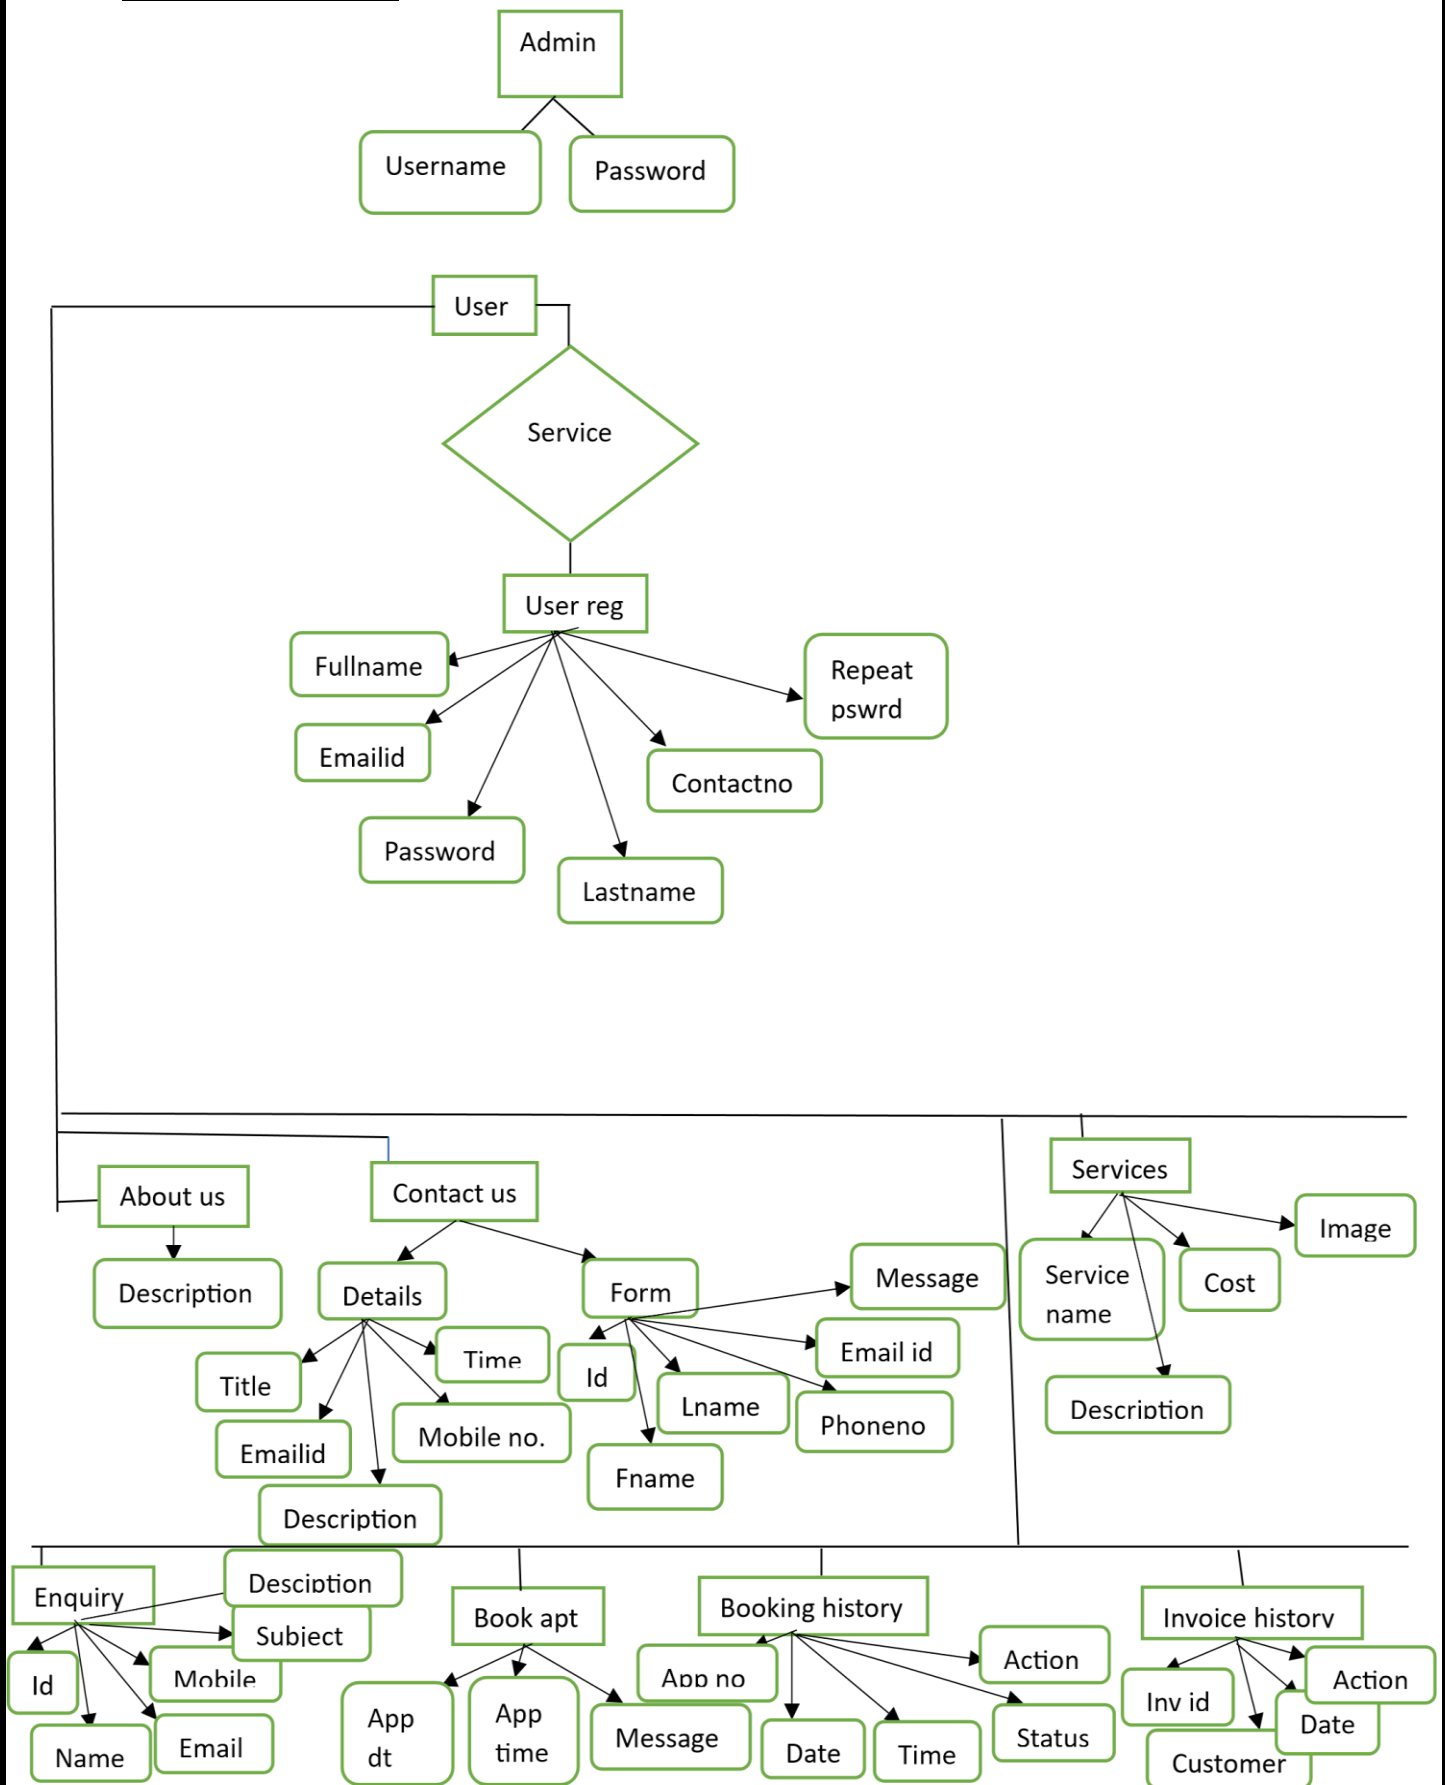 Admin
Username
Password
User
Service
User reg
Fullname
Repeat
pswrd
Emailid
Contactno
Password
Lastname
Services
About us
Contact us
Image
Description
Details
Form
Message
Service
name
Cost
Title
Time
Id
Email id
Lname
Phoneno
Description
Emailid
Mobile no.
Fname
Description
Enquiry
Desciption
Subject
Book apt
Booking history
Invoice history
Id
Mobile
Name
Email
App
dt
App
time
Message
App no
Date
Time
Action
Status
Inv id
Customer
Date
Action